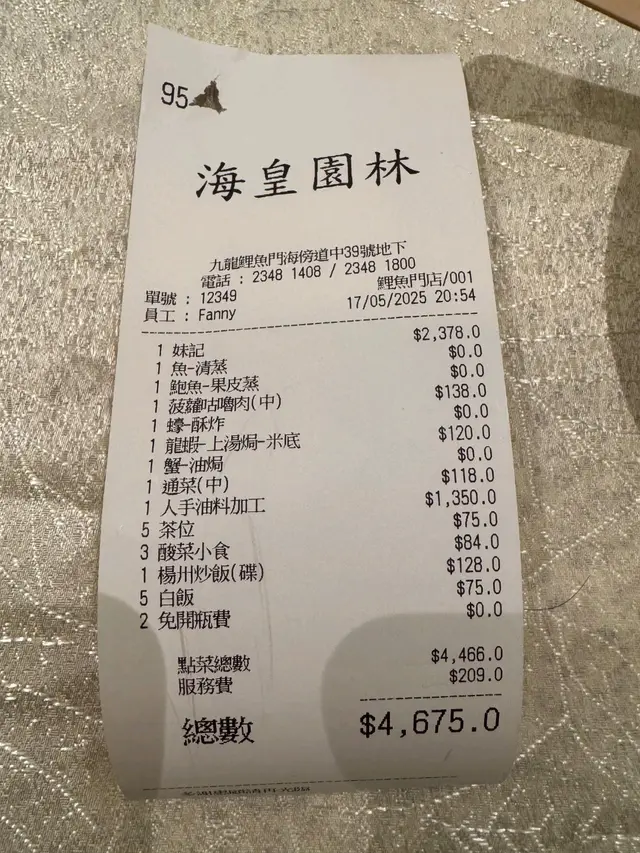 95
海皇園林
九龍鯉魚門海傍道中39號地下
電話 : 2348 1408 / 2348 1800
鯉魚門店/001
單號 : 12349
17/05/2025 20:54
員工 : Fanny
1 妹記 $2,378.0
1 魚-清蒸 $0.0
1 鮑魚-果皮蒸 $0.0
1 菠蘿咕嚕肉(中) $138.0
1 蠔-酥炸 $0.0
1 龍蝦-上湯焗-米底 $120.0
1 蟹-油焗 $0.0
1 通菜(中) $118.0
1 人手油料加工 $1,350.0
5 茶位 $75.0
3 酸菜小食 $84.0
1 楊州炒飯(碟) $128.0
5 白飯 $75.0
2 免開瓶費 $0.0
點菜總數 $4,466.0
服務費 $209.0
總數 $4,675.0